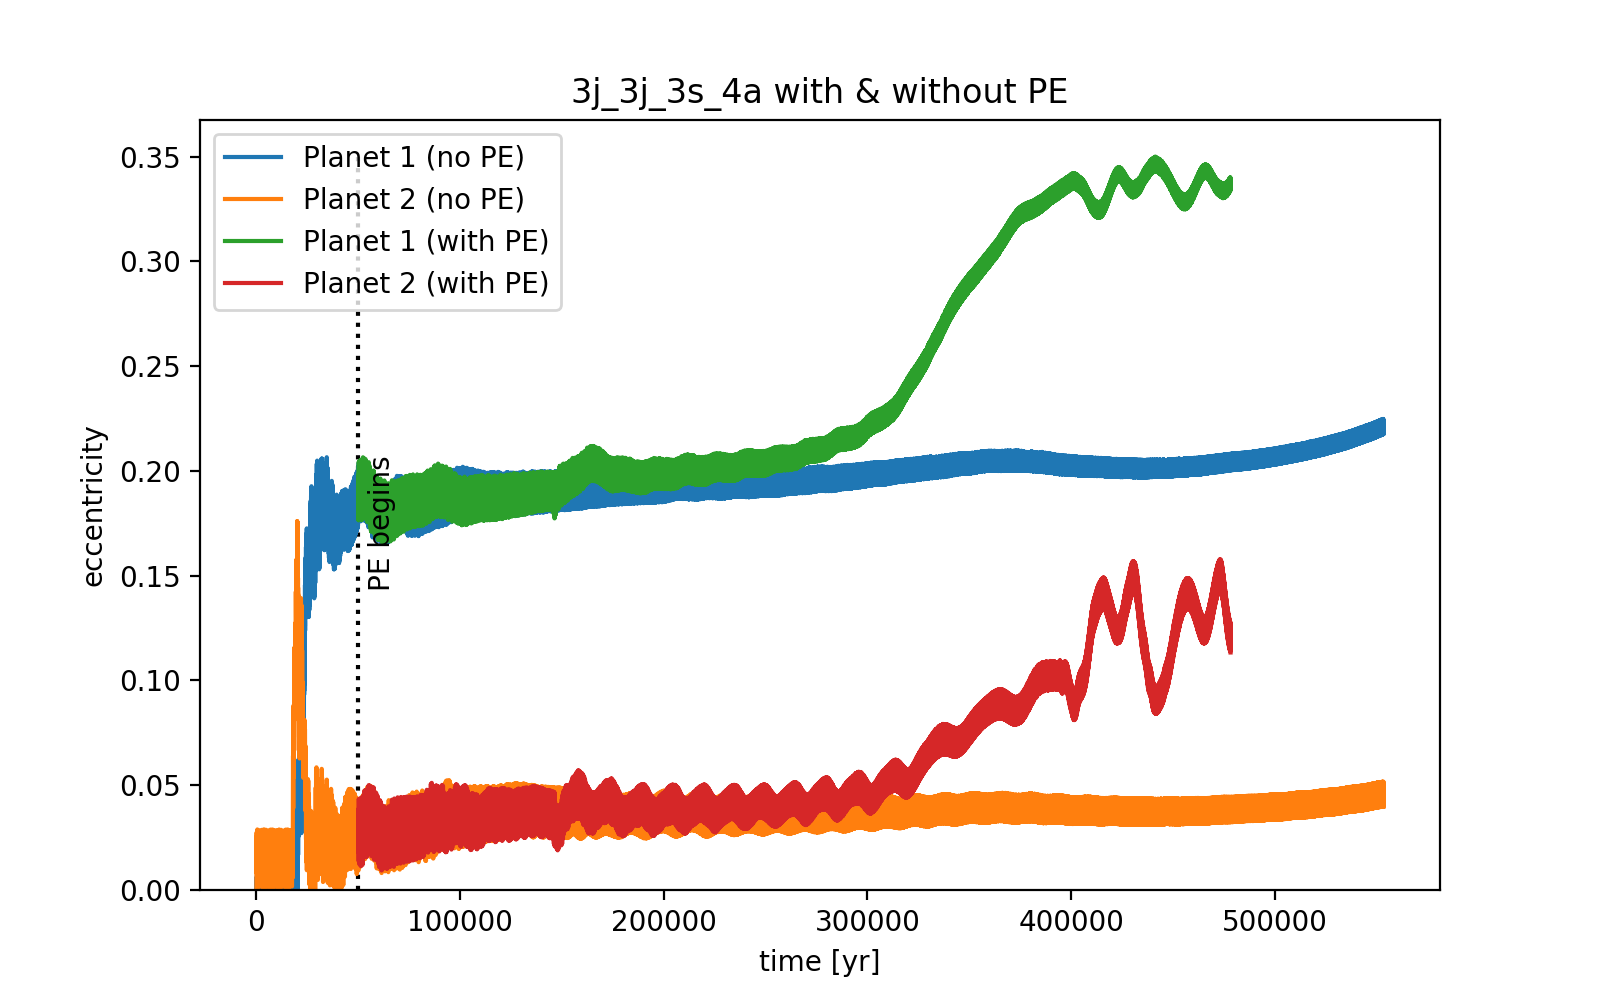 3j_3j_3s_4a with & without PE
Planet 1 (no PE)
Planet 2 (no PE)
Planet 1 (with PE)
Planet 2 (with PE)
0.35
0.30
0.25
0.20
0.15
0.10
0.05
0.00
eccentricity
PE begins
0
100000
200000
300000
400000
500000
time [yr]